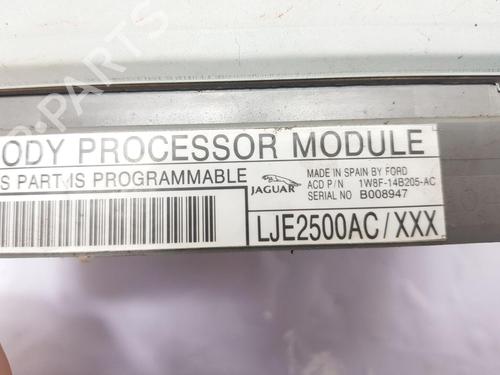 ODY PROCESSOR MODULE
S PART IS PROGRAMMABLE
JAGUAR
MADE IN SPAIN BY FORD
ACD P/N 1W8F-14B205-AC
SERIAL NO B008947
LJE2500AC/XXX